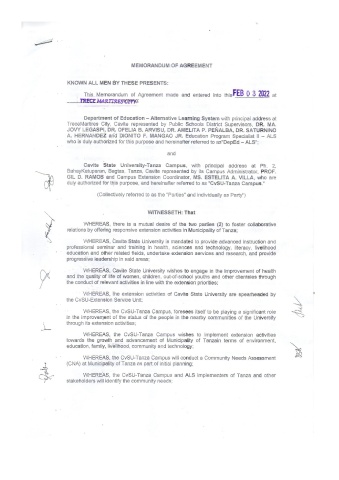 MEMORANDUM OF AGREEMENT
KNOWN ALL MEN BY THESE PRESENTS:
This Memorandum of Agreement made and entered into this FEB 03 2022 at
TRECE MARTIRES CITY
Department of Education – Alternative Learning System with principal address at
Trece Martires City, Cavite represented by Public Schools District Supervisors, DR. MA.
JOVY LEGASPI, DR. OFELIA B. ARVISU, DR. AMELITA P. PEÑALBA, DR. SATURNINO
A. HERNANDEZ and DIONITO F. MANGAO JR. Education Program Specialist II – ALS
who is duly authorized for this purpose and hereinafter referred to as "DepEd – ALS";
and
Cavite State University-Tanza Campus, with principal address at Ph. 2,
Bahay Katuparan, Bagtas, Tanza, Cavite represented by its Campus Administrator, PROF.
GIL D. RAMOS and Campus Extension Coordinator, MS. ESTELITA A. VILLA, who are
duly authorized for this purpose, and hereinafter referred to as "CvSU-Tanza Campus."
(Collectively referred to as the "Parties" and individually as Party")
WITNESSETH: That
WHEREAS, there is a mutual desire of the two parties (2) to foster collaborative
relations by offering responsive extension activities in Municipality of Tanza;
WHEREAS, Cavite State University is mandated to provide advanced instruction and
professional seminar and training in health, sciences and technology, literacy, livelihood
education and other related fields, undertake extension services and research, and provide
progressive leadership in said areas;
WHEREAS, Cavite State University wishes to engage in the improvement of health
and the quality of life of women, children, out-of-school youths and other clientele through
the conduct of relevant activities in line with the extension priorities;
WHEREAS, the extension activities of Cavite State University are spearheaded by
the CvSU-Extension Service Unit;
WHEREAS, the CvSU-Tanza Campus, foresees itself to be playing a significant role
in the improvement of the status of the people in the nearby communities of the University
through its extension activities;
WHEREAS, the CvSU-Tanza Campus wishes to implement extension activities
towards the growth and advancement of Municipality of Tanza in terms of environment,
education, family, livelihood, community and technology;
WHEREAS, the CvSU-Tanza Campus will conduct a Community Needs Assessment
(CNA) at Municipality of Tanza as part of initial planning;
WHEREAS, the CvSU-Tanza Campus and ALS Implementers of Tanza and other
stakeholders will identify the community needs;